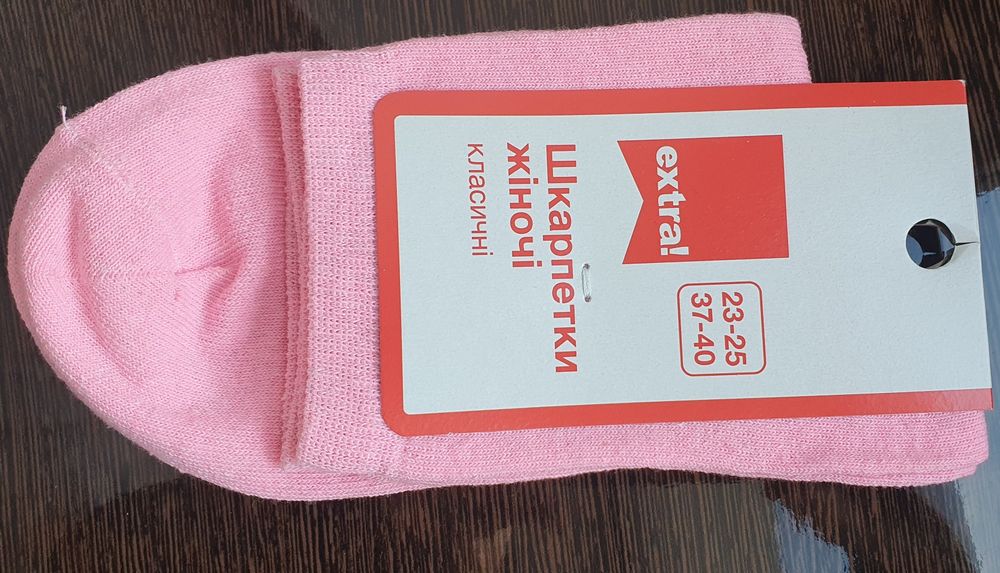 extra!
23-25
37-40
Шкарпетки
жіночі
класичні